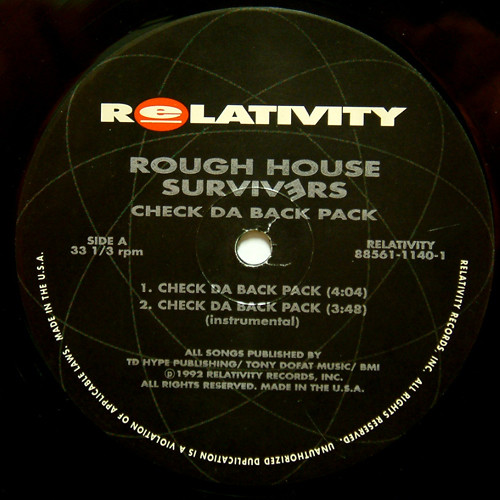 RELATIVITY
ROUGH HOUSE
SURVIVERS
CHECK DA BACK PACK
SIDE A
33 1/3 rpm
RELATIVITY
88561-1140-1
1. CHECK DA BACK PACK (4:04)
2. CHECK DA BACK PACK (3:48)
(instrumental)
ALL SONGS PUBLISHED BY
TD HYPE PUBLISHING/ TONY DOFAT MUSIC/ BMI
℗1992 RELATIVITY RECORDS, INC.
ALL RIGHTS RESERVED. MADE IN THE U.S.A.
RELATIVITY RECORDS, INC. ALL RIGHTS RESERVED. UNAUTHORIZED DUPLICATION IS A VIOLATION OF APPLICABLE LAWS. MADE IN THE U.S.A.